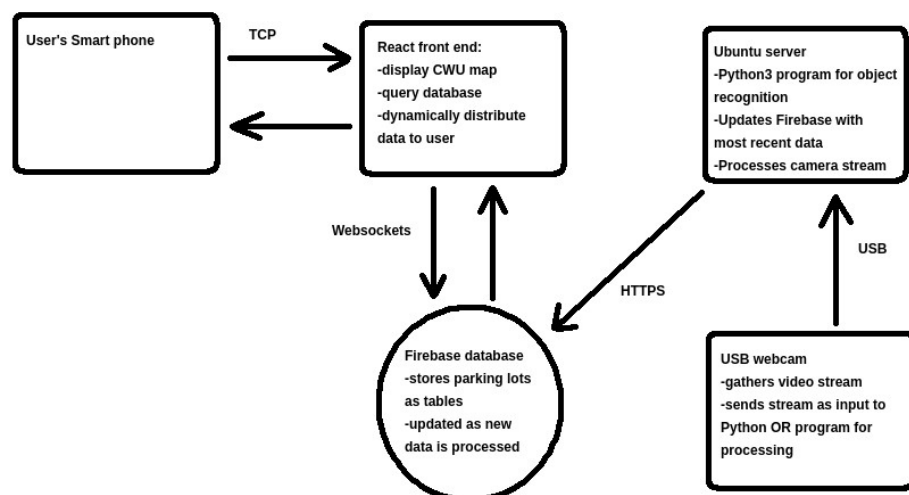 User's Smart phone
TCP
React front end:
-display CWU map
-query database
-dynamically distribute
data to user
Ubuntu server
-Python3 program for object
recognition
-Updates Firebase with
most recent data
-Processes camera stream
Websockets
HTTPS
USB
Firebase database
-stores parking lots
as tables
-updated as new
data is processed
USB webcam
-gathers video stream
-sends stream as input to
Python OR program for
processing